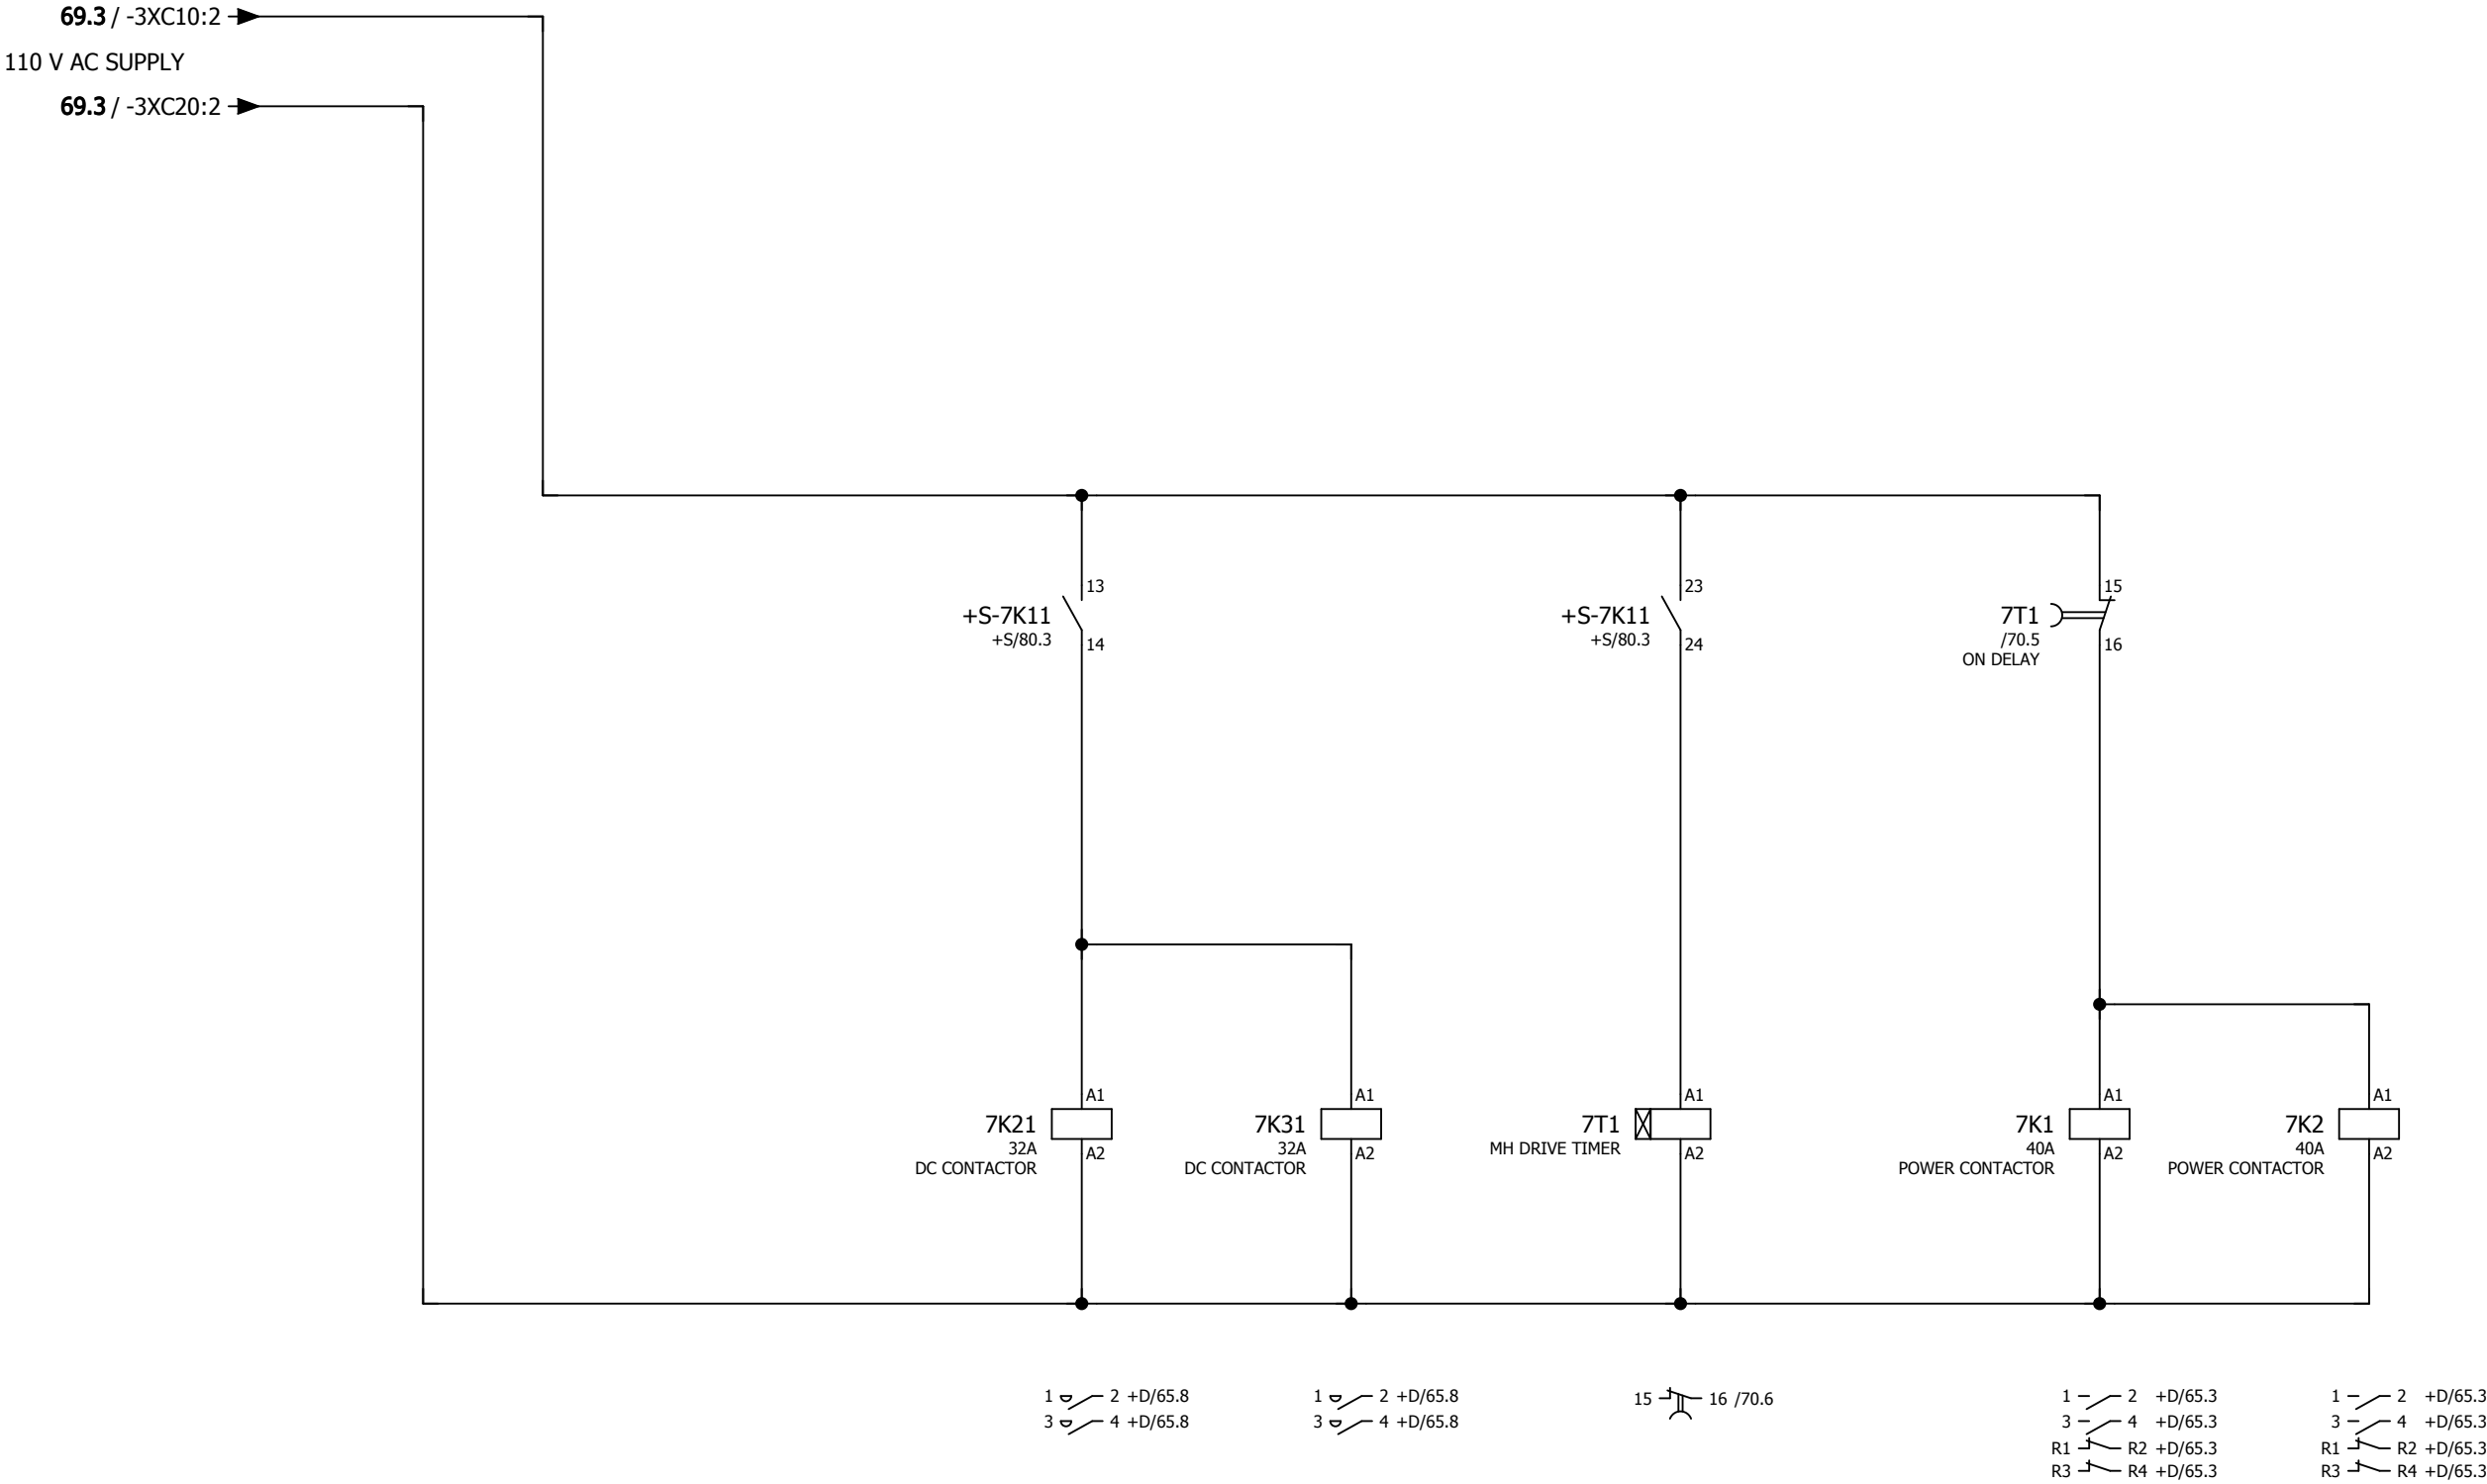 69.3 / -3XC10:2
110 V AC SUPPLY
69.3 / -3XC20:2
13
+S-7K11
+S/80.3
14
23
+S-7K11
+S/80.3
24
15
7T1
/70.5
ON DELAY
16
A1
7K21
32A
DC CONTACTOR
A2
A1
7K31
32A
DC CONTACTOR
A2
A1
7T1
MH DRIVE TIMER
A2
A1
7K1
40A
POWER CONTACTOR
A2
A1
7K2
40A
POWER CONTACTOR
A2
1 2 +D/65.8
3 4 +D/65.8
1 2 +D/65.8
3 4 +D/65.8
15 16 /70.6
1 2 +D/65.3
3 4 +D/65.3
R1 R2 +D/65.3
R3 R4 +D/65.3
1 2 +D/65.3
3 4 +D/65.3
R1 R2 +D/65.3
R3 R4 +D/65.3